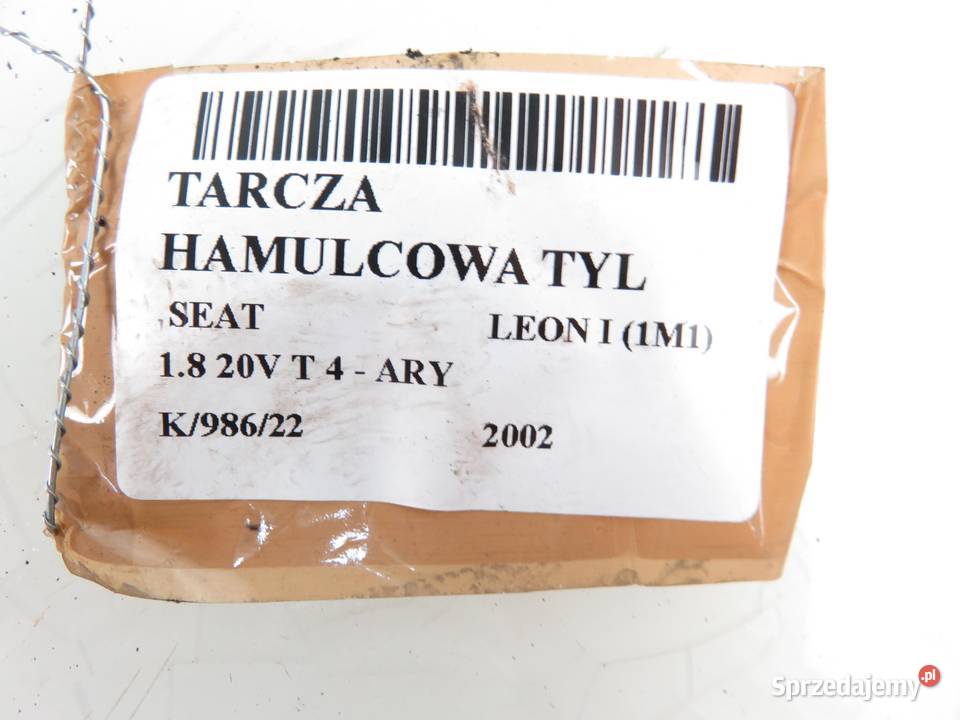 TARCZA
HAMULCOWA TYL
SEAT LEON I (1M1)
1.8 20V T 4 - ARY
K/986/22 2002
Sprzedajemy.pl